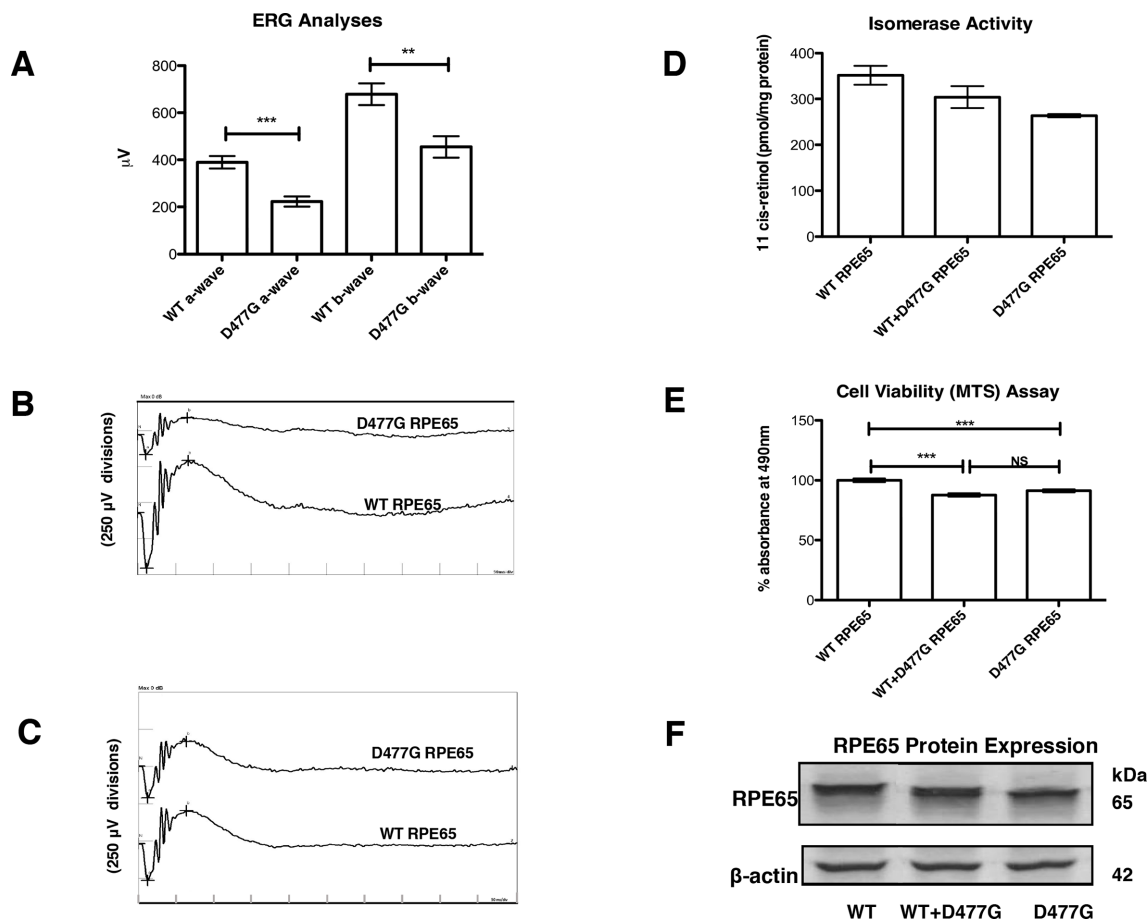 A
ERG Analyses
800
600
400
200
0
µV
***
**
WT a-wave
D477G a-wave
WT b-wave
D477G b-wave
B
Max 0 dB
(250 µV divisions)
D477G RPE65
WT RPE65
C
Max 0 dB
(250 µV divisions)
D477G RPE65
WT RPE65
D
Isomerase Activity
400
300
200
100
0
11 cis-retinol (pmol/mg protein)
WT RPE65
WT+D477G RPE65
D477G RPE65
E
Cell Viability (MTS) Assay
150
100
50
0
% absorbance at 490nm
***
***
NS
WT RPE65
WT+D477G RPE65
D477G RPE65
F
RPE65 Protein Expression
kDa
RPE65
65
β-actin
42
WT WT+D477G D477G